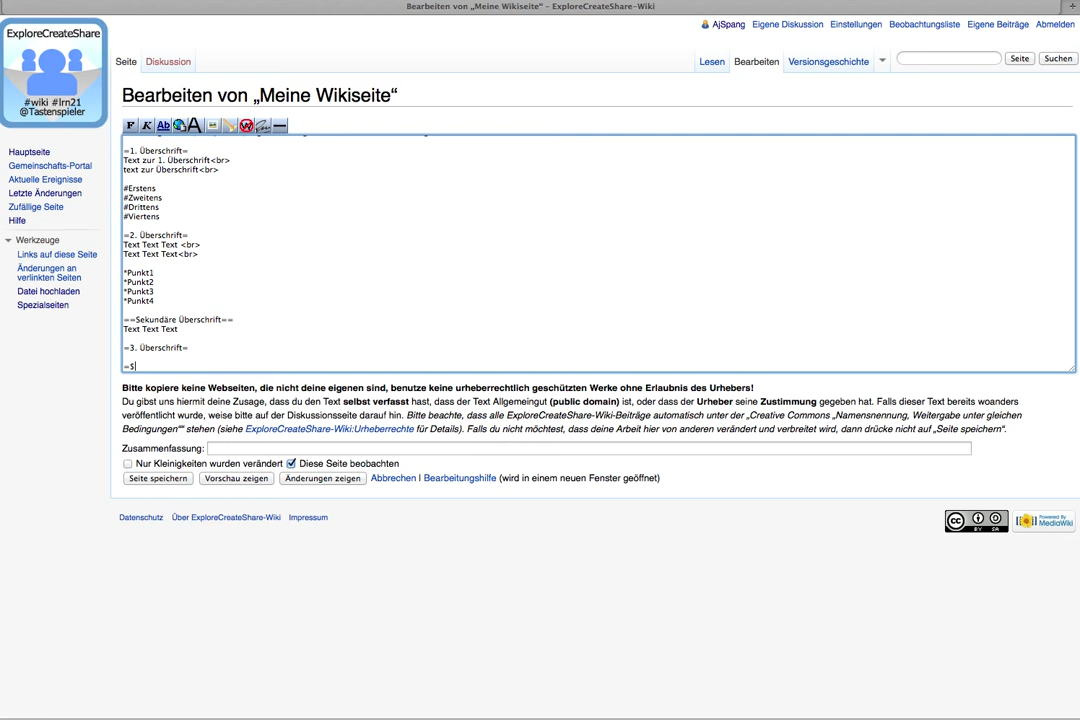 Bearbeiten von „Meine Wikiseite“ – ExploreCreateShare-Wiki
ExploreCreateShare
#wiki #lrn21
@Tastenspieler
AjSpang Eigene Diskussion Einstellungen Beobachtungsliste Eigene Beiträge Abmelden
Seite Diskussion Lesen Bearbeiten Versionsgeschichte Seite Suchen
Bearbeiten von „Meine Wikiseite“
F K Ab A W
=1. Überschrift=
Text zur 1. Überschrift<br>
text zur Überschrift<br>
#Erstens
#Zweitens
#Drittens
#Viertens
=2. Überschrift=
Text Text Text <br>
Text Text Text<br>
*Punkt1
*Punkt2
*Punkt3
*Punkt4
==Sekundäre Überschrift==
Text Text Text
=3. Überschrift=
=$
Hauptseite
Gemeinschafts-Portal
Aktuelle Ereignisse
Letzte Änderungen
Zufällige Seite
Hilfe
Werkzeuge
Links auf diese Seite
Änderungen an
verlinkten Seiten
Datei hochladen
Spezialseiten
Bitte kopiere keine Webseiten, die nicht deine eigenen sind, benutze keine urheberrechtlich geschützten Werke ohne Erlaubnis des Urhebers!
Du gibst uns hiermit deine Zusage, dass du den Text selbst verfasst hast, dass der Text Allgemeingut (public domain) ist, oder dass der Urheber seine Zustimmung gegeben hat. Falls dieser Text bereits woanders
veröffentlicht wurde, weise bitte auf der Diskussionsseite darauf hin. Bitte beachte, dass alle ExploreCreateShare-Wiki-Beiträge automatisch unter der „Creative Commons „Namensnennung, Weitergabe unter gleichen
Bedingungen““ stehen (siehe ExploreCreateShare-Wiki:Urheberrechte für Details). Falls du nicht möchtest, dass deine Arbeit hier von anderen verändert und verbreitet wird, dann drücke nicht auf „Seite speichern“.
Zusammenfassung:
Nur Kleinigkeiten wurden verändert Diese Seite beobachten
Seite speichern Vorschau zeigen Änderungen zeigen Abbrechen | Bearbeitungshilfe (wird in einem neuen Fenster geöffnet)
Datenschutz Über ExploreCreateShare-Wiki Impressum
cc BY SA
Powered By
MediaWiki